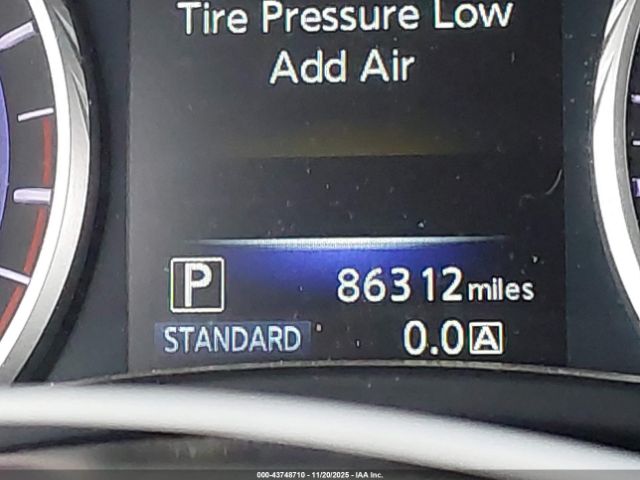 Tire Pressure Low
Add Air
P
86312 miles
STANDARD
0.0 A
000-43748710 - 11/20/2025 - IAA Inc.